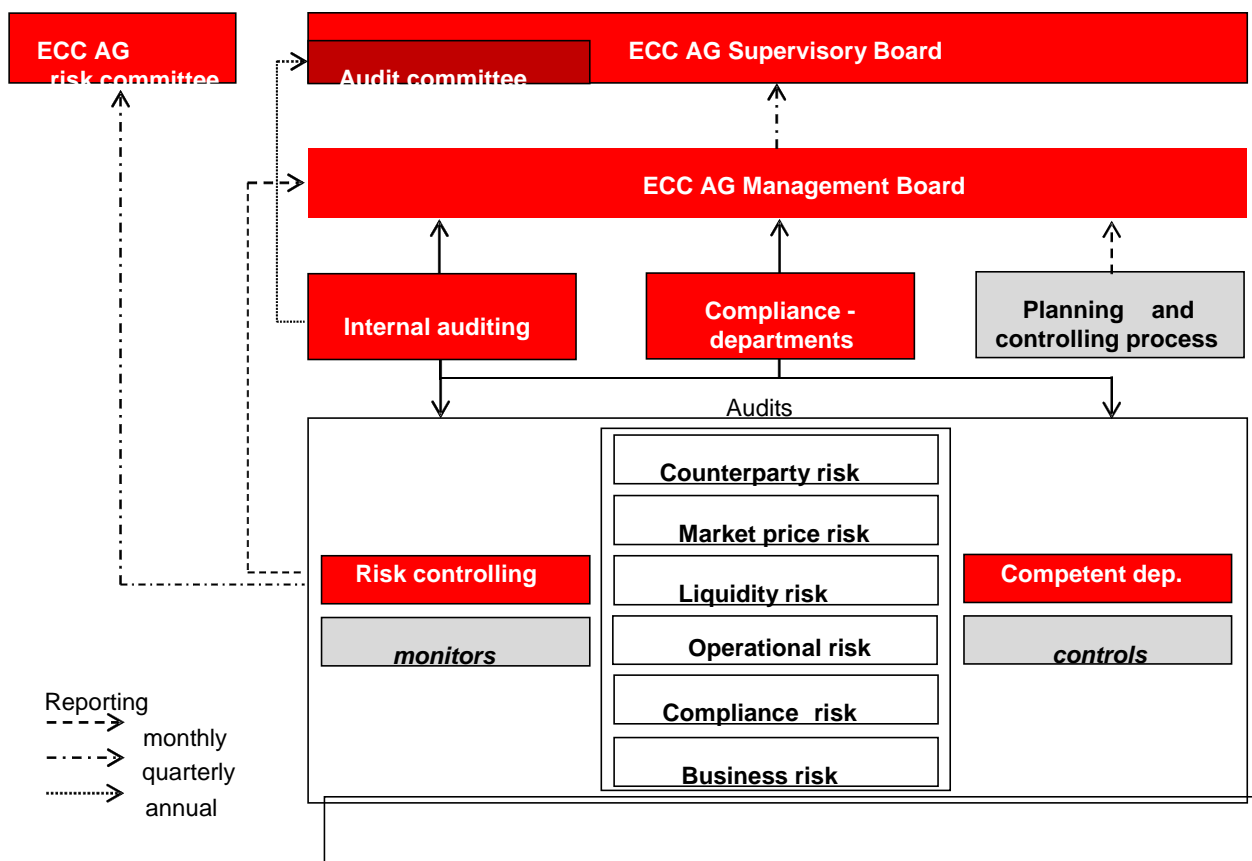 ECC AG
risk committee
ECC AG Supervisory Board
Audit committee
ECC AG Management Board
Internal auditing
Compliance -
departments
Planning and
controlling process
Audits
Counterparty risk
Market price risk
Liquidity risk
Operational risk
Compliance risk
Business risk
Risk controlling
monitors
Competent dep.
controls
Reporting
monthly
quarterly
annual